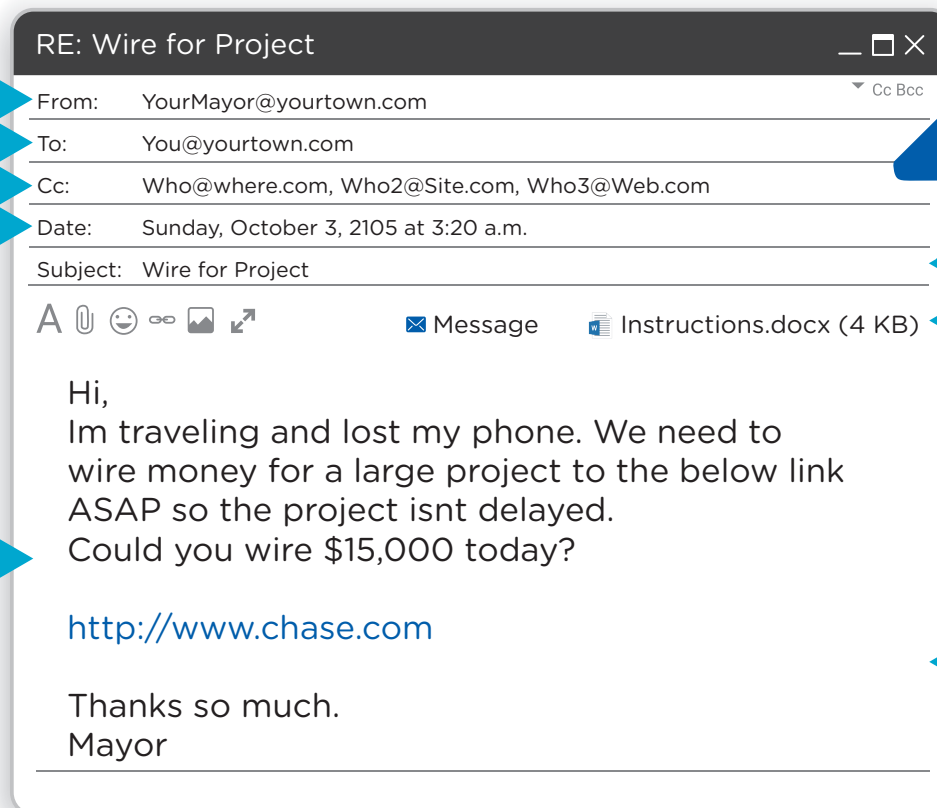 RE: Wire for Project
Cc Bcc
From: YourMayor@yourtown.com
To: You@yourtown.com
Cc: Who@where.com, Who2@Site.com, Who3@Web.com
Date: Sunday, October 3, 2105 at 3:20 a.m.
Subject: Wire for Project
A Message Instructions.docx (4 KB)
Hi,
Im traveling and lost my phone. We need to
wire money for a large project to the below link
ASAP so the project isnt delayed.
Could you wire $15,000 today?
http://www.chase.com
Thanks so much.
Mayor